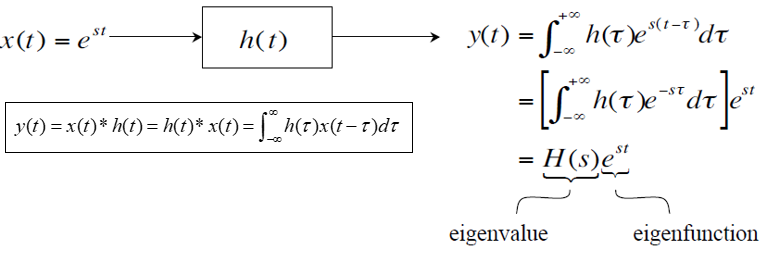 x(t) = e^{st}
h(t)
y(t) = ∫_{-∞}^{+∞} h(τ)e^{s(t-τ)}dτ
= [∫_{-∞}^{+∞} h(τ)e^{-sτ}dτ]e^{st}
= H(s)e^{st}
eigenvalue eigenfunction
y(t) = x(t)* h(t) = h(t)* x(t) = ∫_{-∞}^{∞} h(τ)x(t-τ)dτ